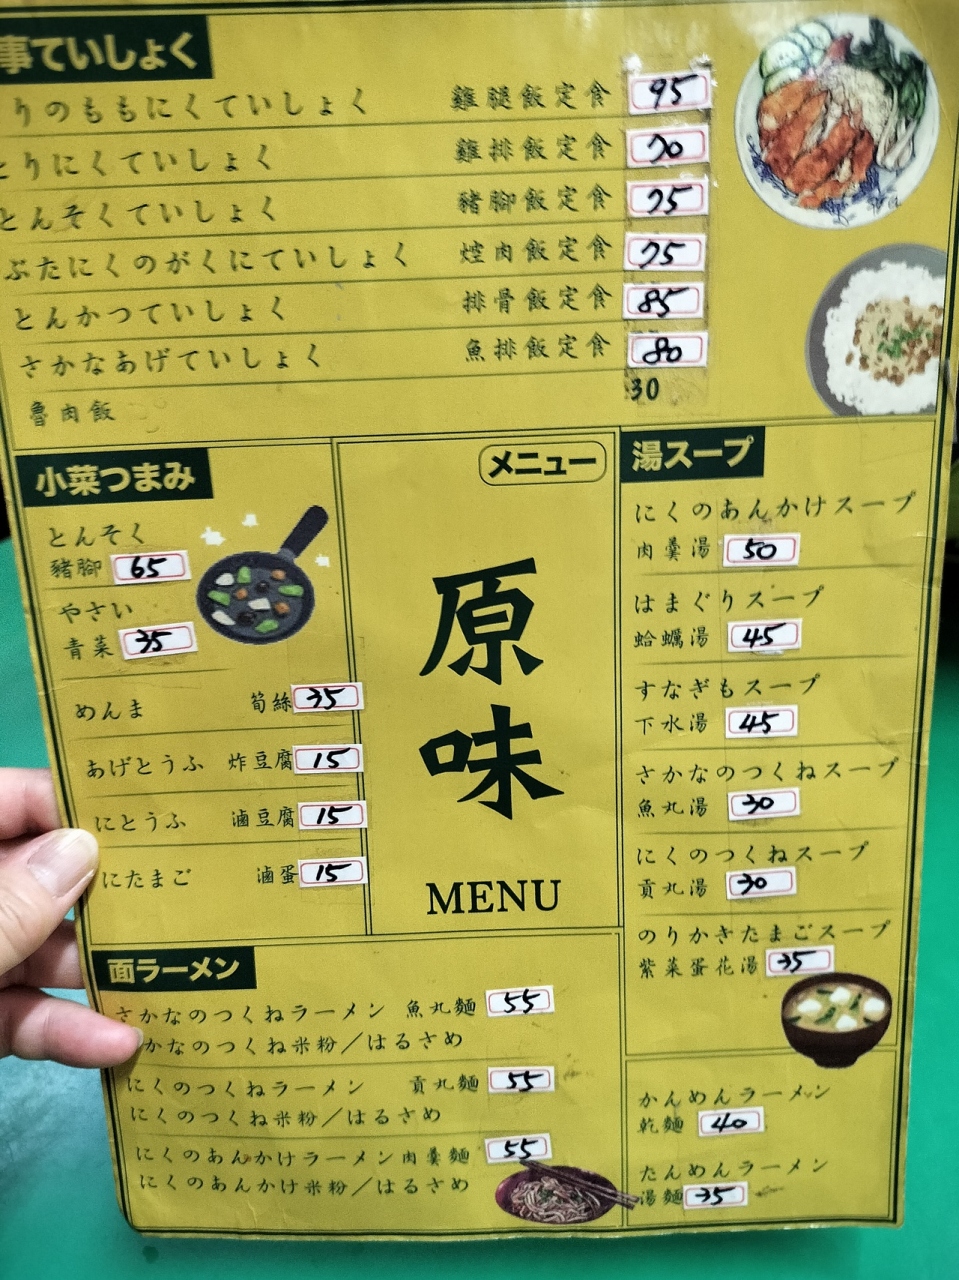 事ていしょく
りのももにくていしょく 雞腿飯定食 95
とりにくていしょく 雞排飯定食 70
とんそくていしょく 豬腳飯定食 75
ぶたにくのがくにていしょく 焢肉飯定食 75
とんかつていしょく 排骨飯定食 85
さかなあげていしょく 魚排飯定食 80
魯肉飯 30
小菜つまみ
とんそく
豬腳 65
やさい
青菜 35
めんま 筍絲 35
あげとうふ 炸豆腐 15
にとうふ 滷豆腐 15
にたまご 滷蛋 15
メニュー
原味
MENU
湯スープ
にくのあんかけスープ
肉羹湯 50
はまぐりスープ
蛤蠣湯 45
すなぎもスープ
下水湯 45
さかなのつくねスープ
魚丸湯 30
にくのつくねスープ
貢丸湯 30
のりかきたまごスープ
紫菜蛋花湯 35
面ラーメン
さかなのつくねラーメン 魚丸麵 55
かなのつくね米粉／はるさめ
にくのつくねラーメン 貢丸麵 55
にくのつくね米粉／はるさめ
にくのあんかけラーメン 肉羹麵 55
にくのあんかけ米粉／はるさめ
かんめんラーメン
乾麵 40
たんめんラーメン
湯麵 35